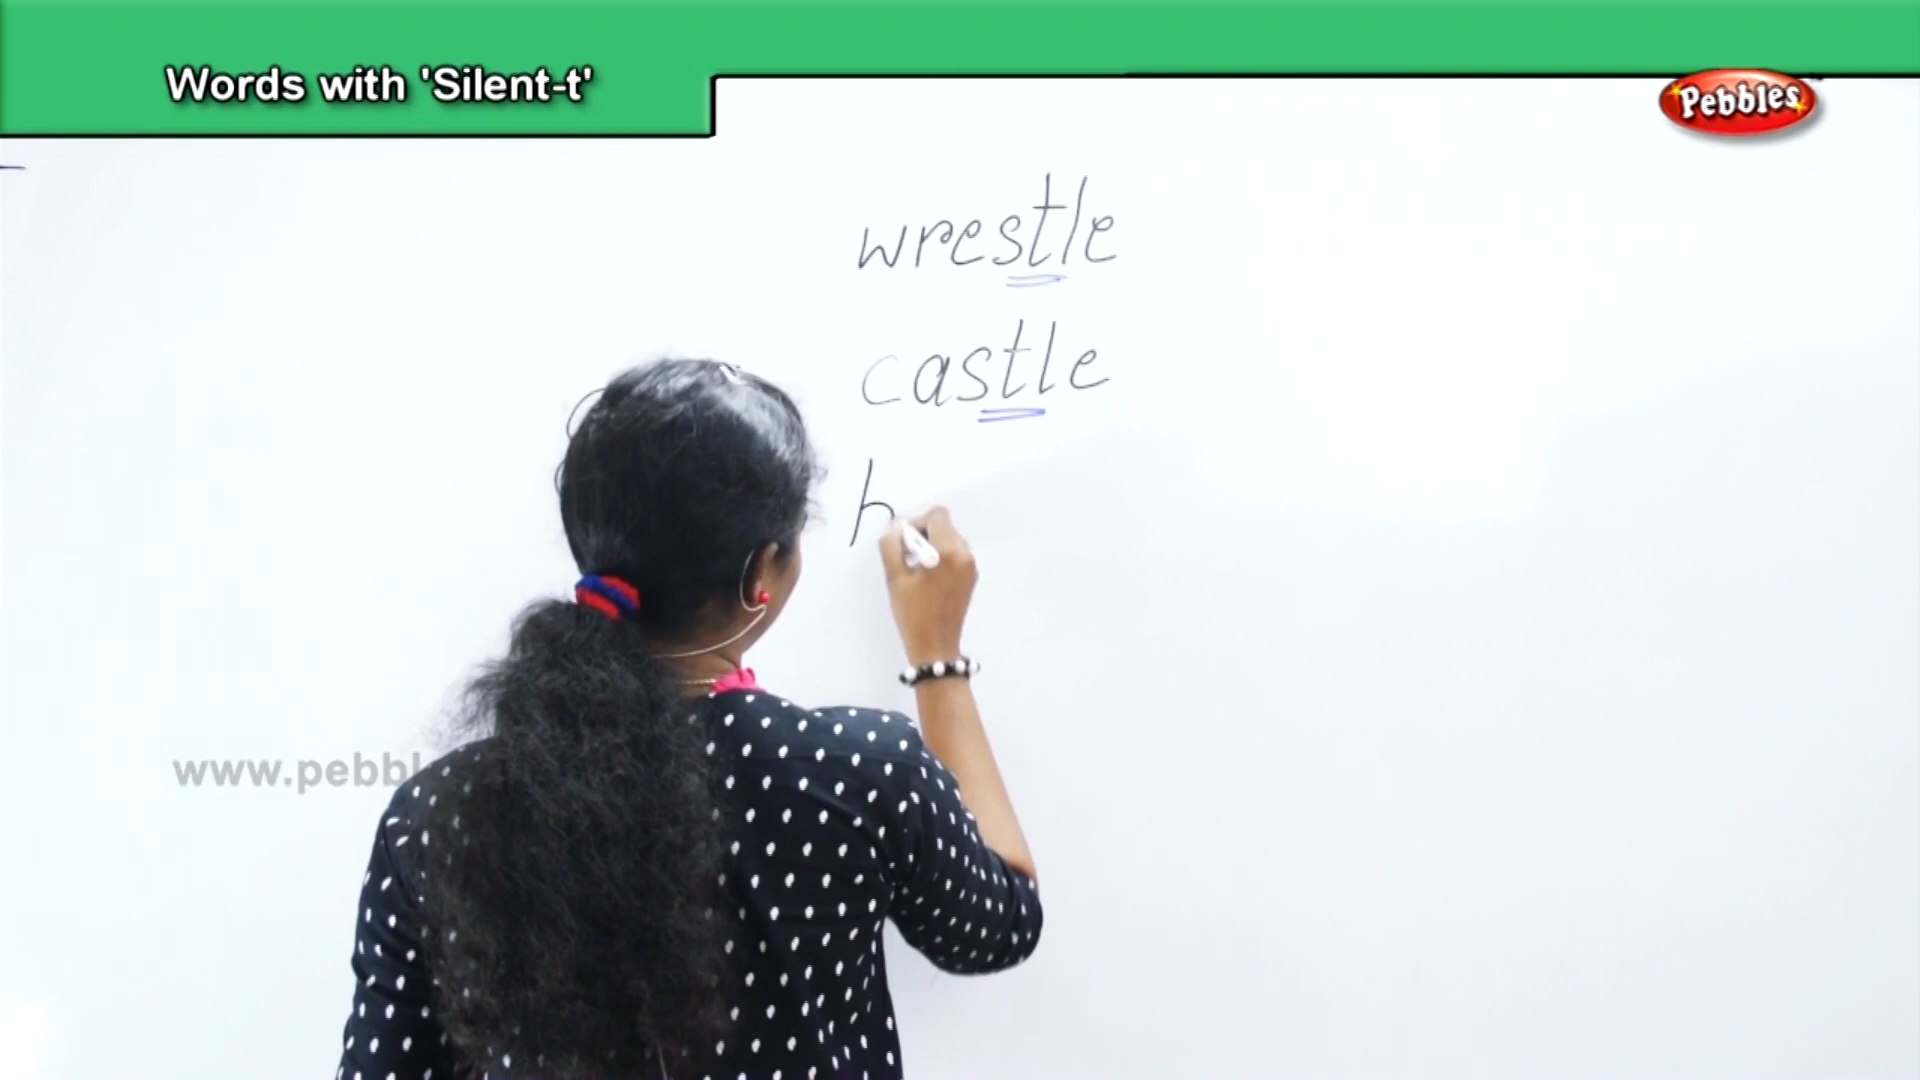 Words with 'Silent-t'
Pebbles
wrestle
castle
h
www.pebbl